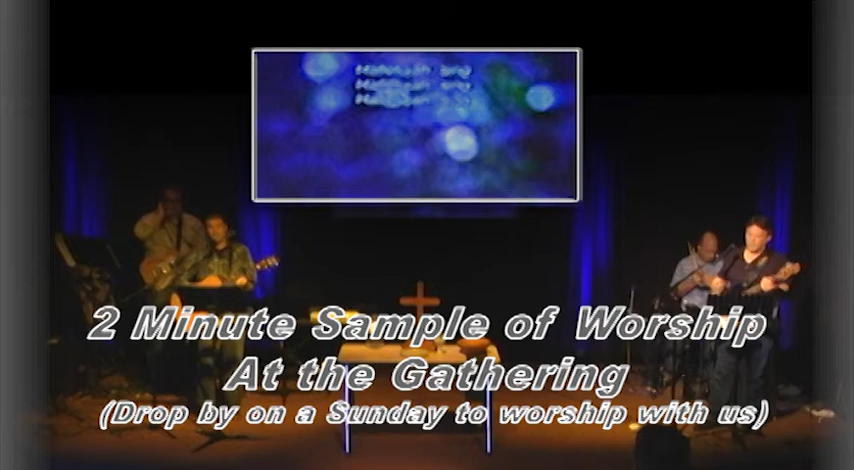 2 Minute Sample of Worship
At the Gathering
(Drop by on a Sunday to worship with us)